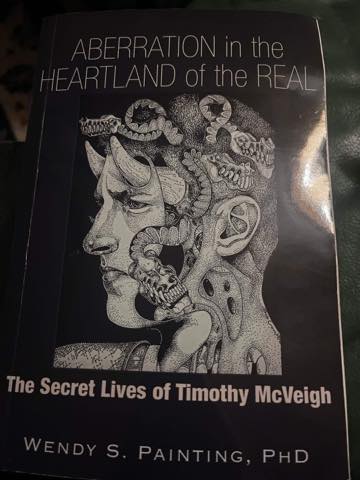 ABERRATION in the
HEARTLAND of the REAL
The Secret Lives of Timothy McVeigh
WENDY S. PAINTING, PHD